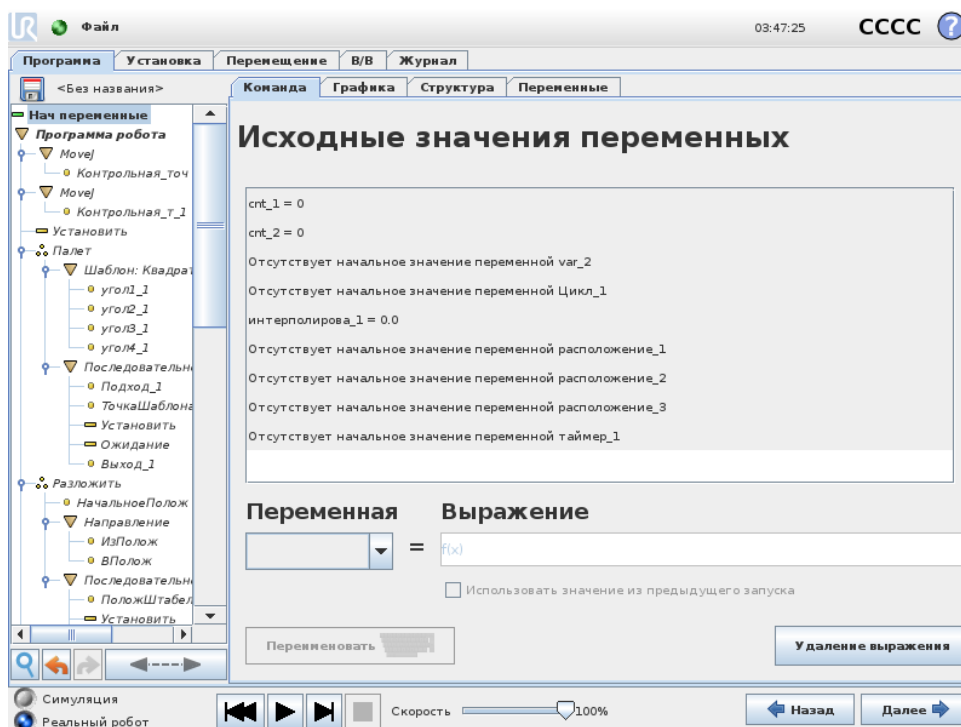 UR Файл 03:47:25 CCCC ?
Программа Установка Перемещение В/В Журнал
<Без названия>
Команда Графика Структура Переменные
Нач переменные
Программа робота
MoveJ
Контрольная_точ
MoveJ
Контрольная_т_1
Установить
Палет
Шаблон: Квадрат
угол1_1
угол2_1
угол3_1
угол4_1
Последовательн
Подход_1
ТочкаШаблона
Установить
Ожидание
Выход_1
Разложить
НачальноеПолож
Направление
ИзПолож
ВПолож
Последовательн
ПоложШтабел
Установить
Исходные значения переменных
cnt_1 = 0
cnt_2 = 0
Отсутствует начальное значение переменной var_2
Отсутствует начальное значение переменной Цикл_1
интерполирова_1 = 0.0
Отсутствует начальное значение переменной расположение_1
Отсутствует начальное значение переменной расположение_2
Отсутствует начальное значение переменной расположение_3
Отсутствует начальное значение переменной таймер_1
Переменная Выражение
= f(x)
Использовать значение из предыдущего запуска
Переименовать
Удаление выражения
Симуляция
Реальный робот
Скорость 100%
Назад Далее